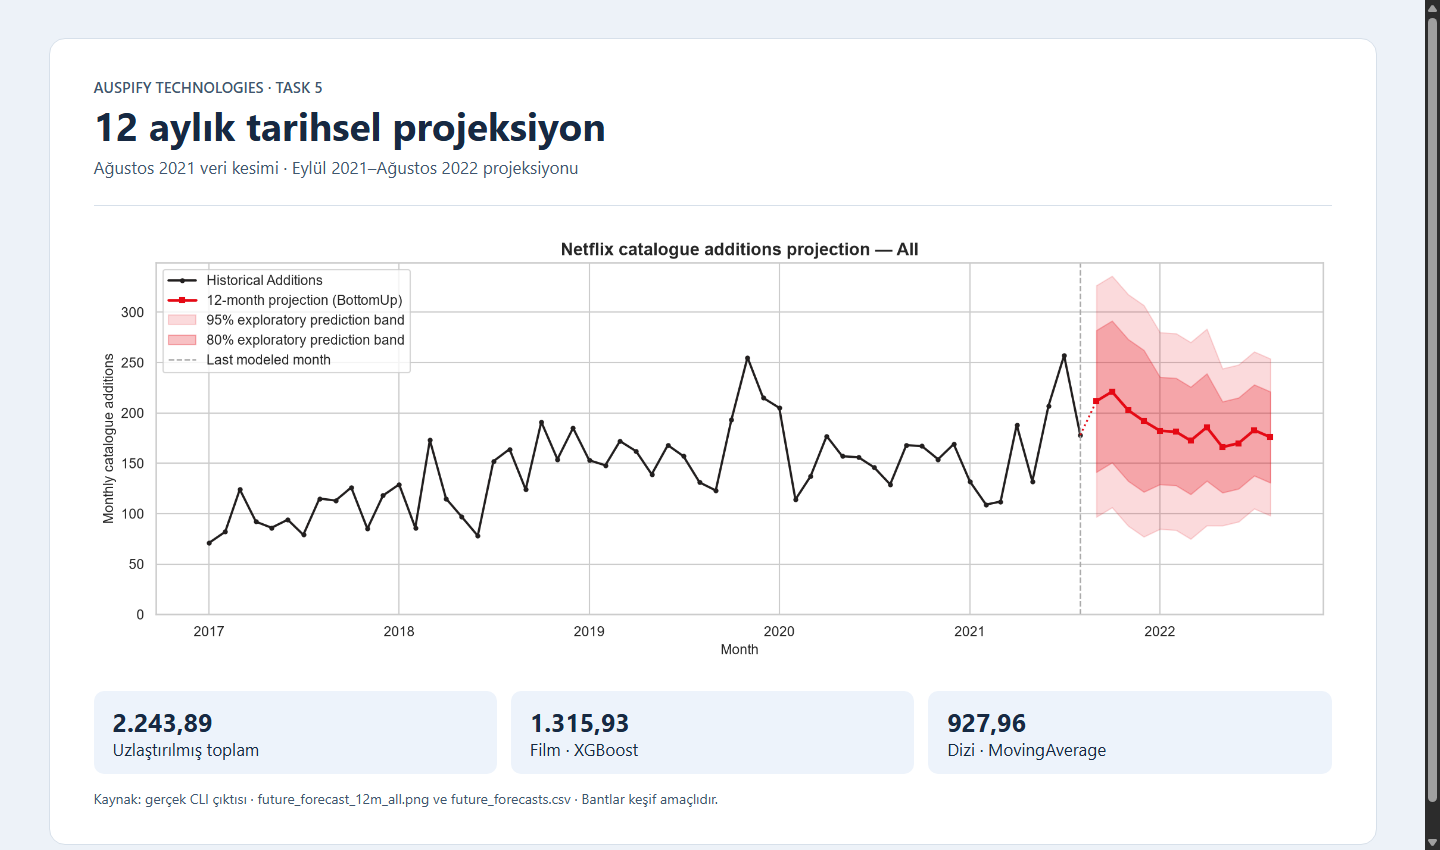 AUSPIFY TECHNOLOGIES · TASK 5
12 aylık tarihsel projeksiyon
Ağustos 2021 veri kesimi · Eylül 2021–Ağustos 2022 projeksiyonu
Netflix catalogue additions projection — All
Historical Additions
12-month projection (BottomUp)
95% exploratory prediction band
80% exploratory prediction band
Last modeled month
Monthly catalogue additions
300
250
200
150
100
50
0
2017 2018 2019 2020 2021 2022
Month
2.243,89
Uzlaştırılmış toplam
1.315,93
Film · XGBoost
927,96
Dizi · MovingAverage
Kaynak: gerçek CLI çıktısı · future_forecast_12m_all.png ve future_forecasts.csv · Bantlar keşif amaçlıdır.